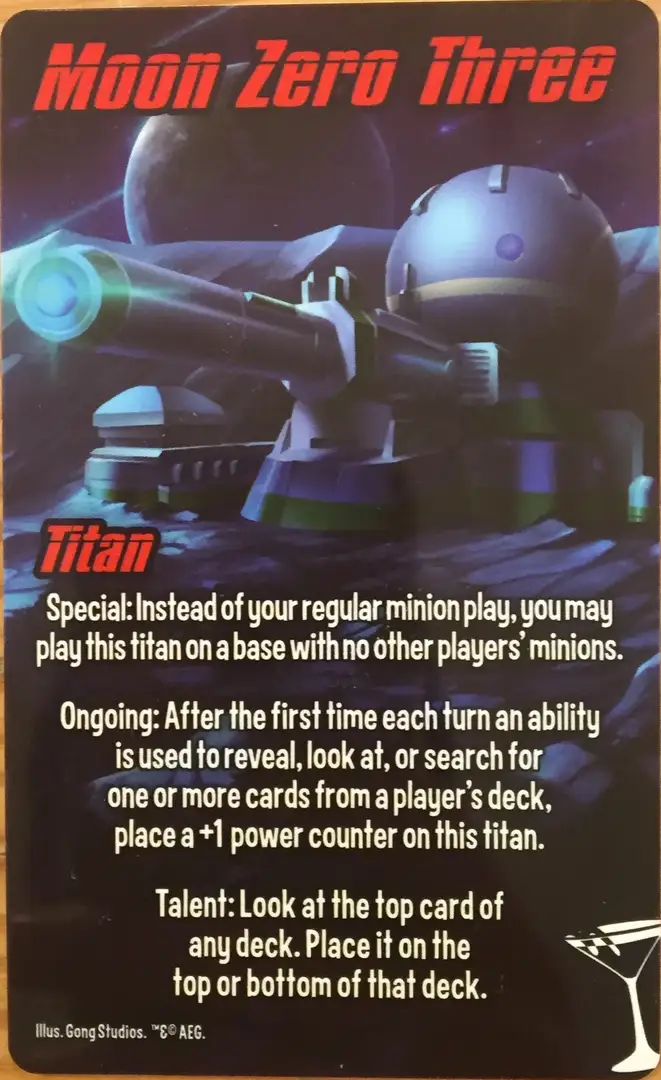 Moon Zero Three
Titan
Special: Instead of your regular minion play, you may
play this titan on a base with no other players' minions.
Ongoing: After the first time each turn an ability
is used to reveal, look at, or search for
one or more cards from a player's deck,
place a +1 power counter on this titan.
Talent: Look at the top card of
any deck. Place it on the
top or bottom of that deck.
Illus. Gong Studios. ™&© AEG.